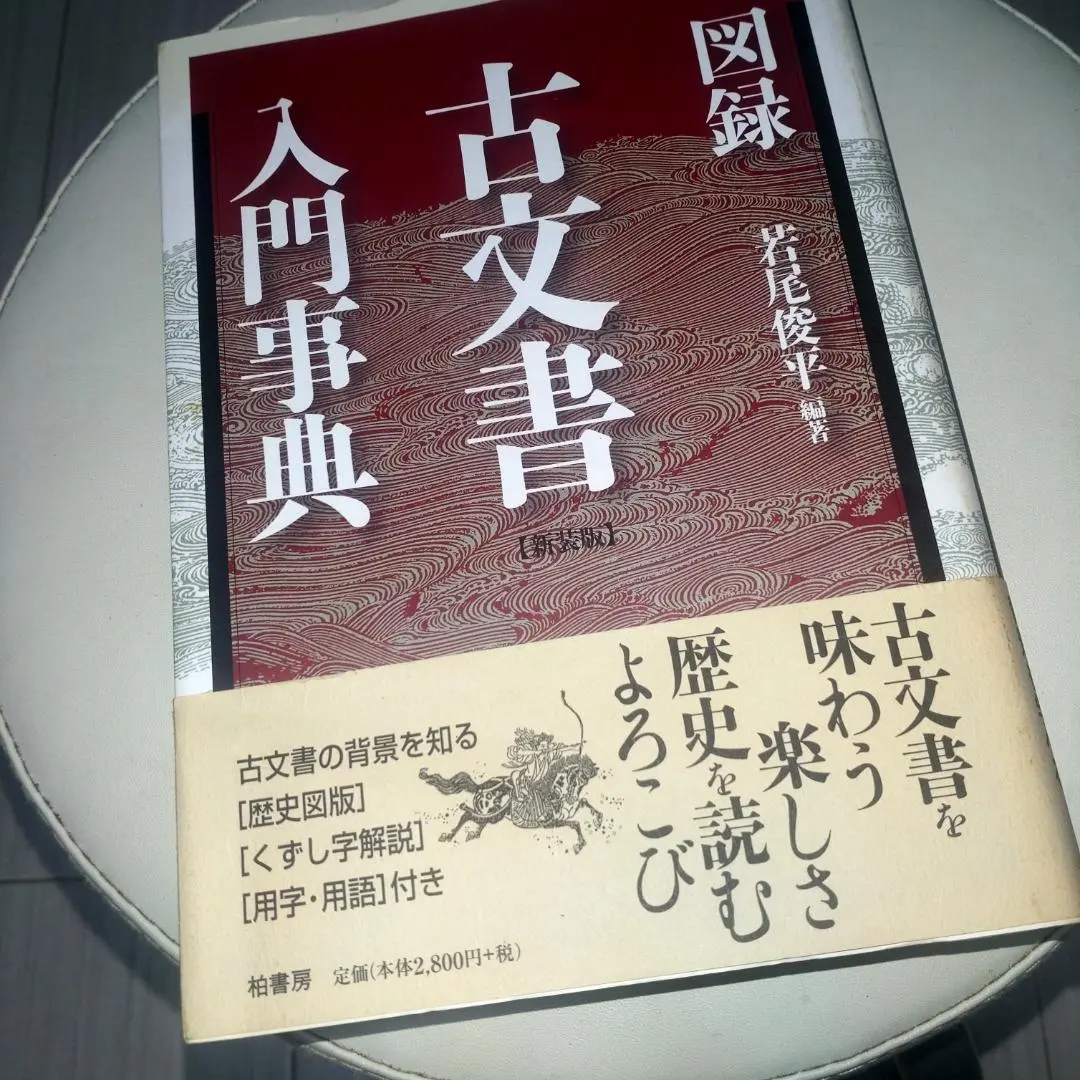 図録
古文書
入門事典
若尾俊平 編著
【新装版】
古文書を
味わう
楽しさ
歴史を読む
よろこび
古文書の背景を知る
[歴史図版]
[くずし字解説]
[用字・用語]付き
柏書房 定価(本体2,800円+税)